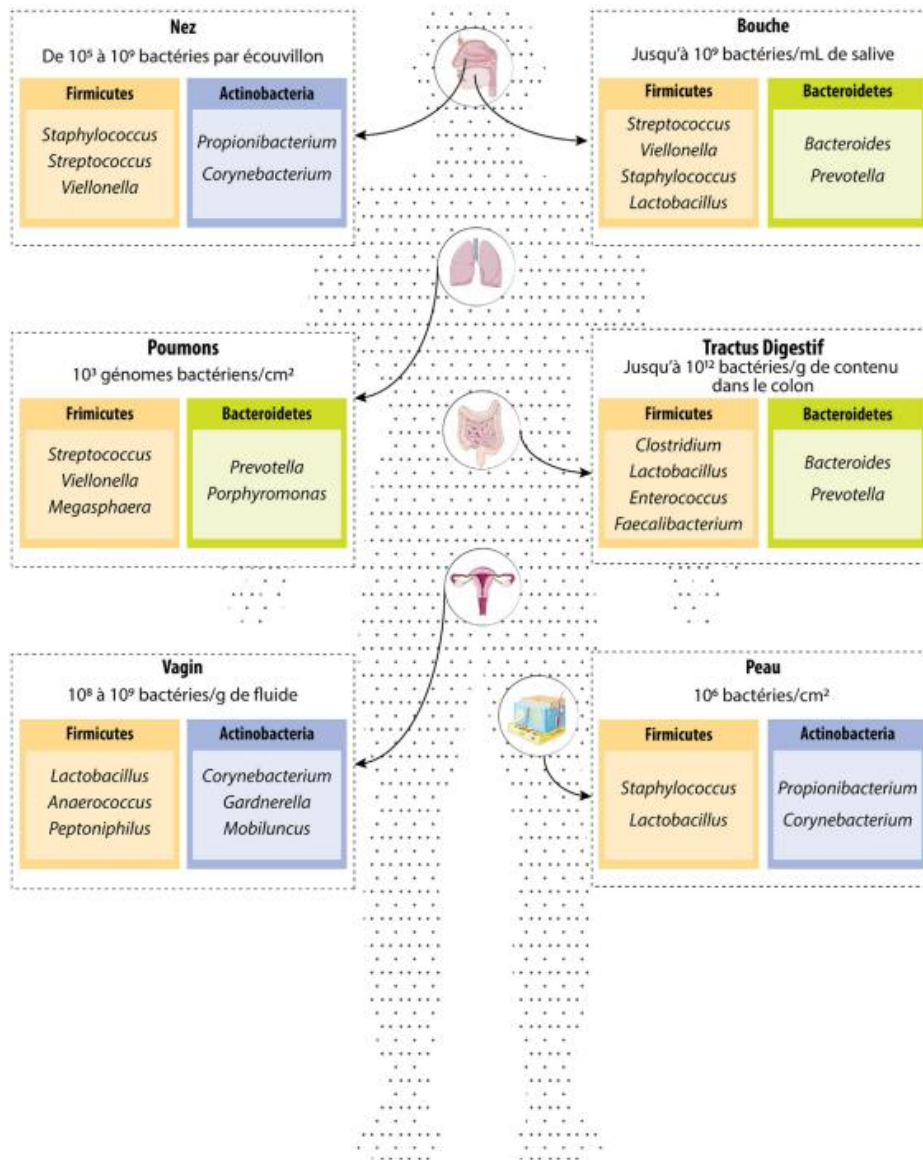 Nez
De 10⁵ à 10⁹ bactéries par écouvillon
Firmicutes
Staphylococcus
Streptococcus
Viellonella
Actinobacteria
Propionibacterium
Corynebacterium
Bouche
Jusqu'à 10⁹ bactéries/mL de salive
Firmicutes
Streptococcus
Viellonella
Staphylococcus
Lactobacillus
Bacteroidetes
Bacteroides
Prevotella
Poumons
10³ génomes bactériens/cm²
Frimicutes
Streptococcus
Viellonella
Megasphaera
Bacteroidetes
Prevotella
Porphyromonas
Tractus Digestif
Jusqu'à 10¹² bactéries/g de contenu
dans le colon
Firmicutes
Clostridium
Lactobacillus
Enterococcus
Faecalibacterium
Bacteroidetes
Bacteroides
Prevotella
Vagin
10⁸ à 10⁹ bactéries/g de fluide
Firmicutes
Lactobacillus
Anaerococcus
Peptoniphilus
Actinobacteria
Corynebacterium
Gardnerella
Mobiluncus
Peau
10⁶ bactéries/cm²
Firmicutes
Staphylococcus
Lactobacillus
Actinobacteria
Propionibacterium
Corynebacterium